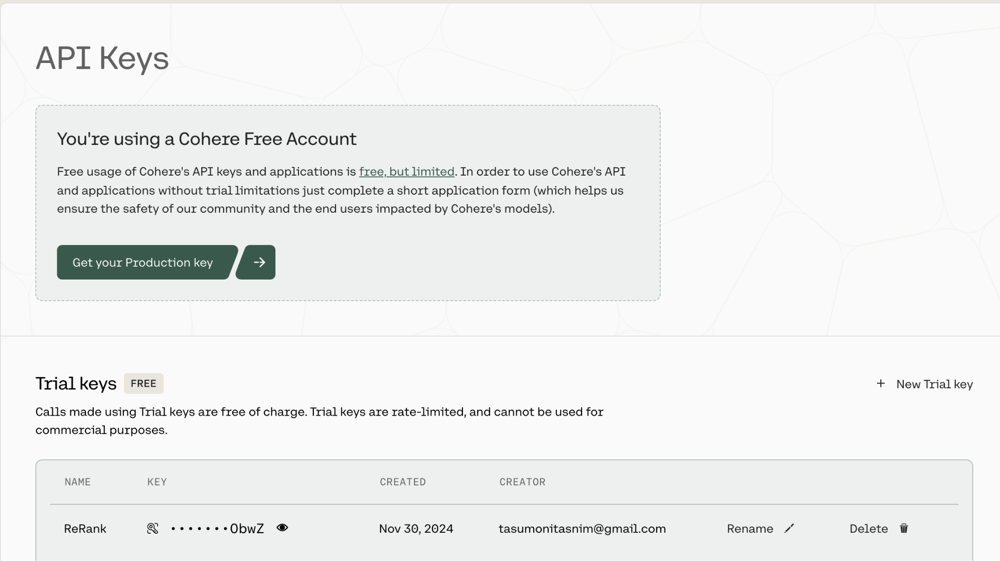 API Keys
You're using a Cohere Free Account
Free usage of Cohere's API keys and applications is free, but limited. In order to use Cohere's API
and applications without trial limitations just complete a short application form (which helps us
ensure the safety of our community and the end users impacted by Cohere's models).
Get your Production key →
Trial keys FREE + New Trial key
Calls made using Trial keys are free of charge. Trial keys are rate-limited, and cannot be used for
commercial purposes.
NAME KEY CREATED CREATOR
ReRank •••••••0bwZ Nov 30, 2024 tasumonitasnim@gmail.com Rename Delete